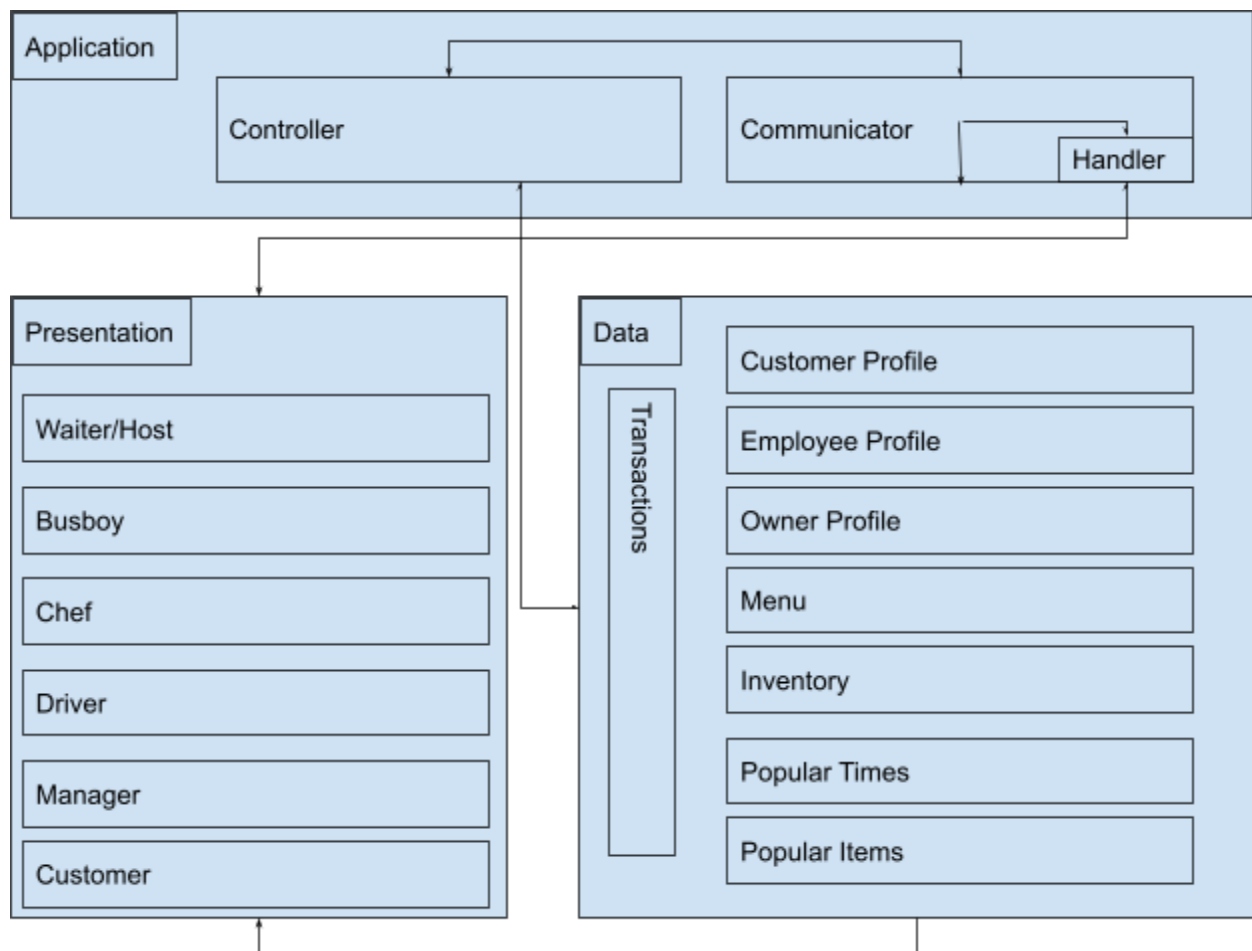 Application
Controller
Communicator
Handler
Presentation
Waiter/Host
Busboy
Chef
Driver
Manager
Customer
Data
Transactions
Customer Profile
Employee Profile
Owner Profile
Menu
Inventory
Popular Times
Popular Items